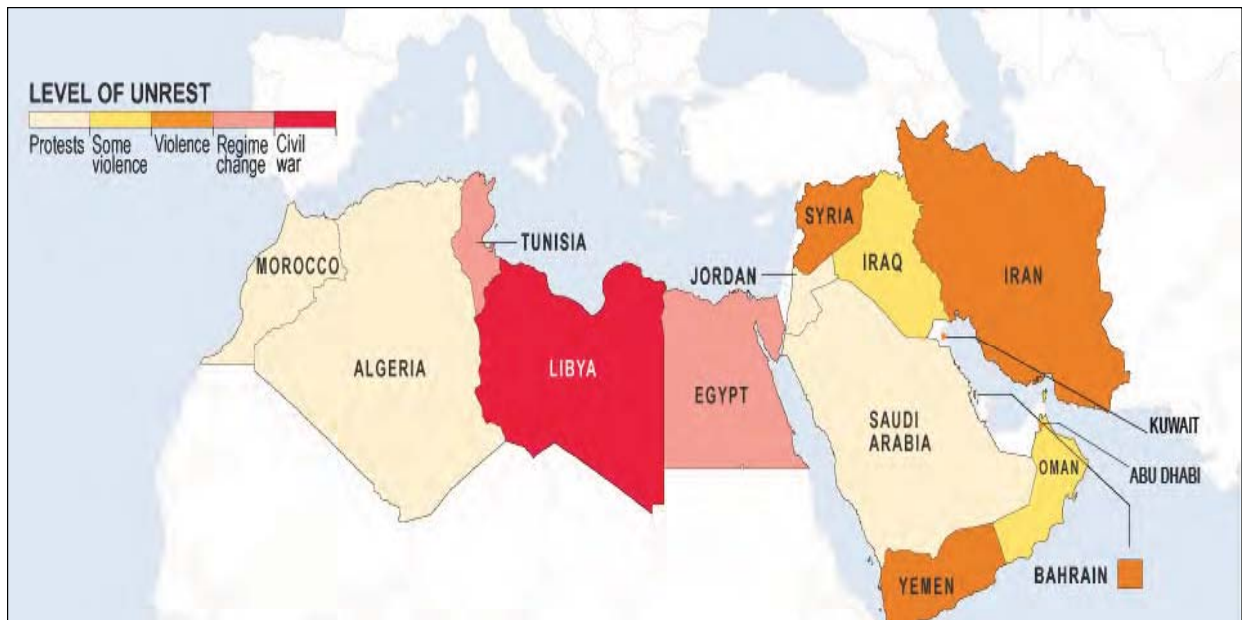 LEVEL OF UNREST
Protests
Some
violence
Violence
Regime
change
Civil
war
MOROCCO
ALGERIA
TUNISIA
LIBYA
EGYPT
JORDAN
SYRIA
IRAQ
IRAN
SAUDI
ARABIA
KUWAIT
ABU DHABI
OMAN
YEMEN
BAHRAIN